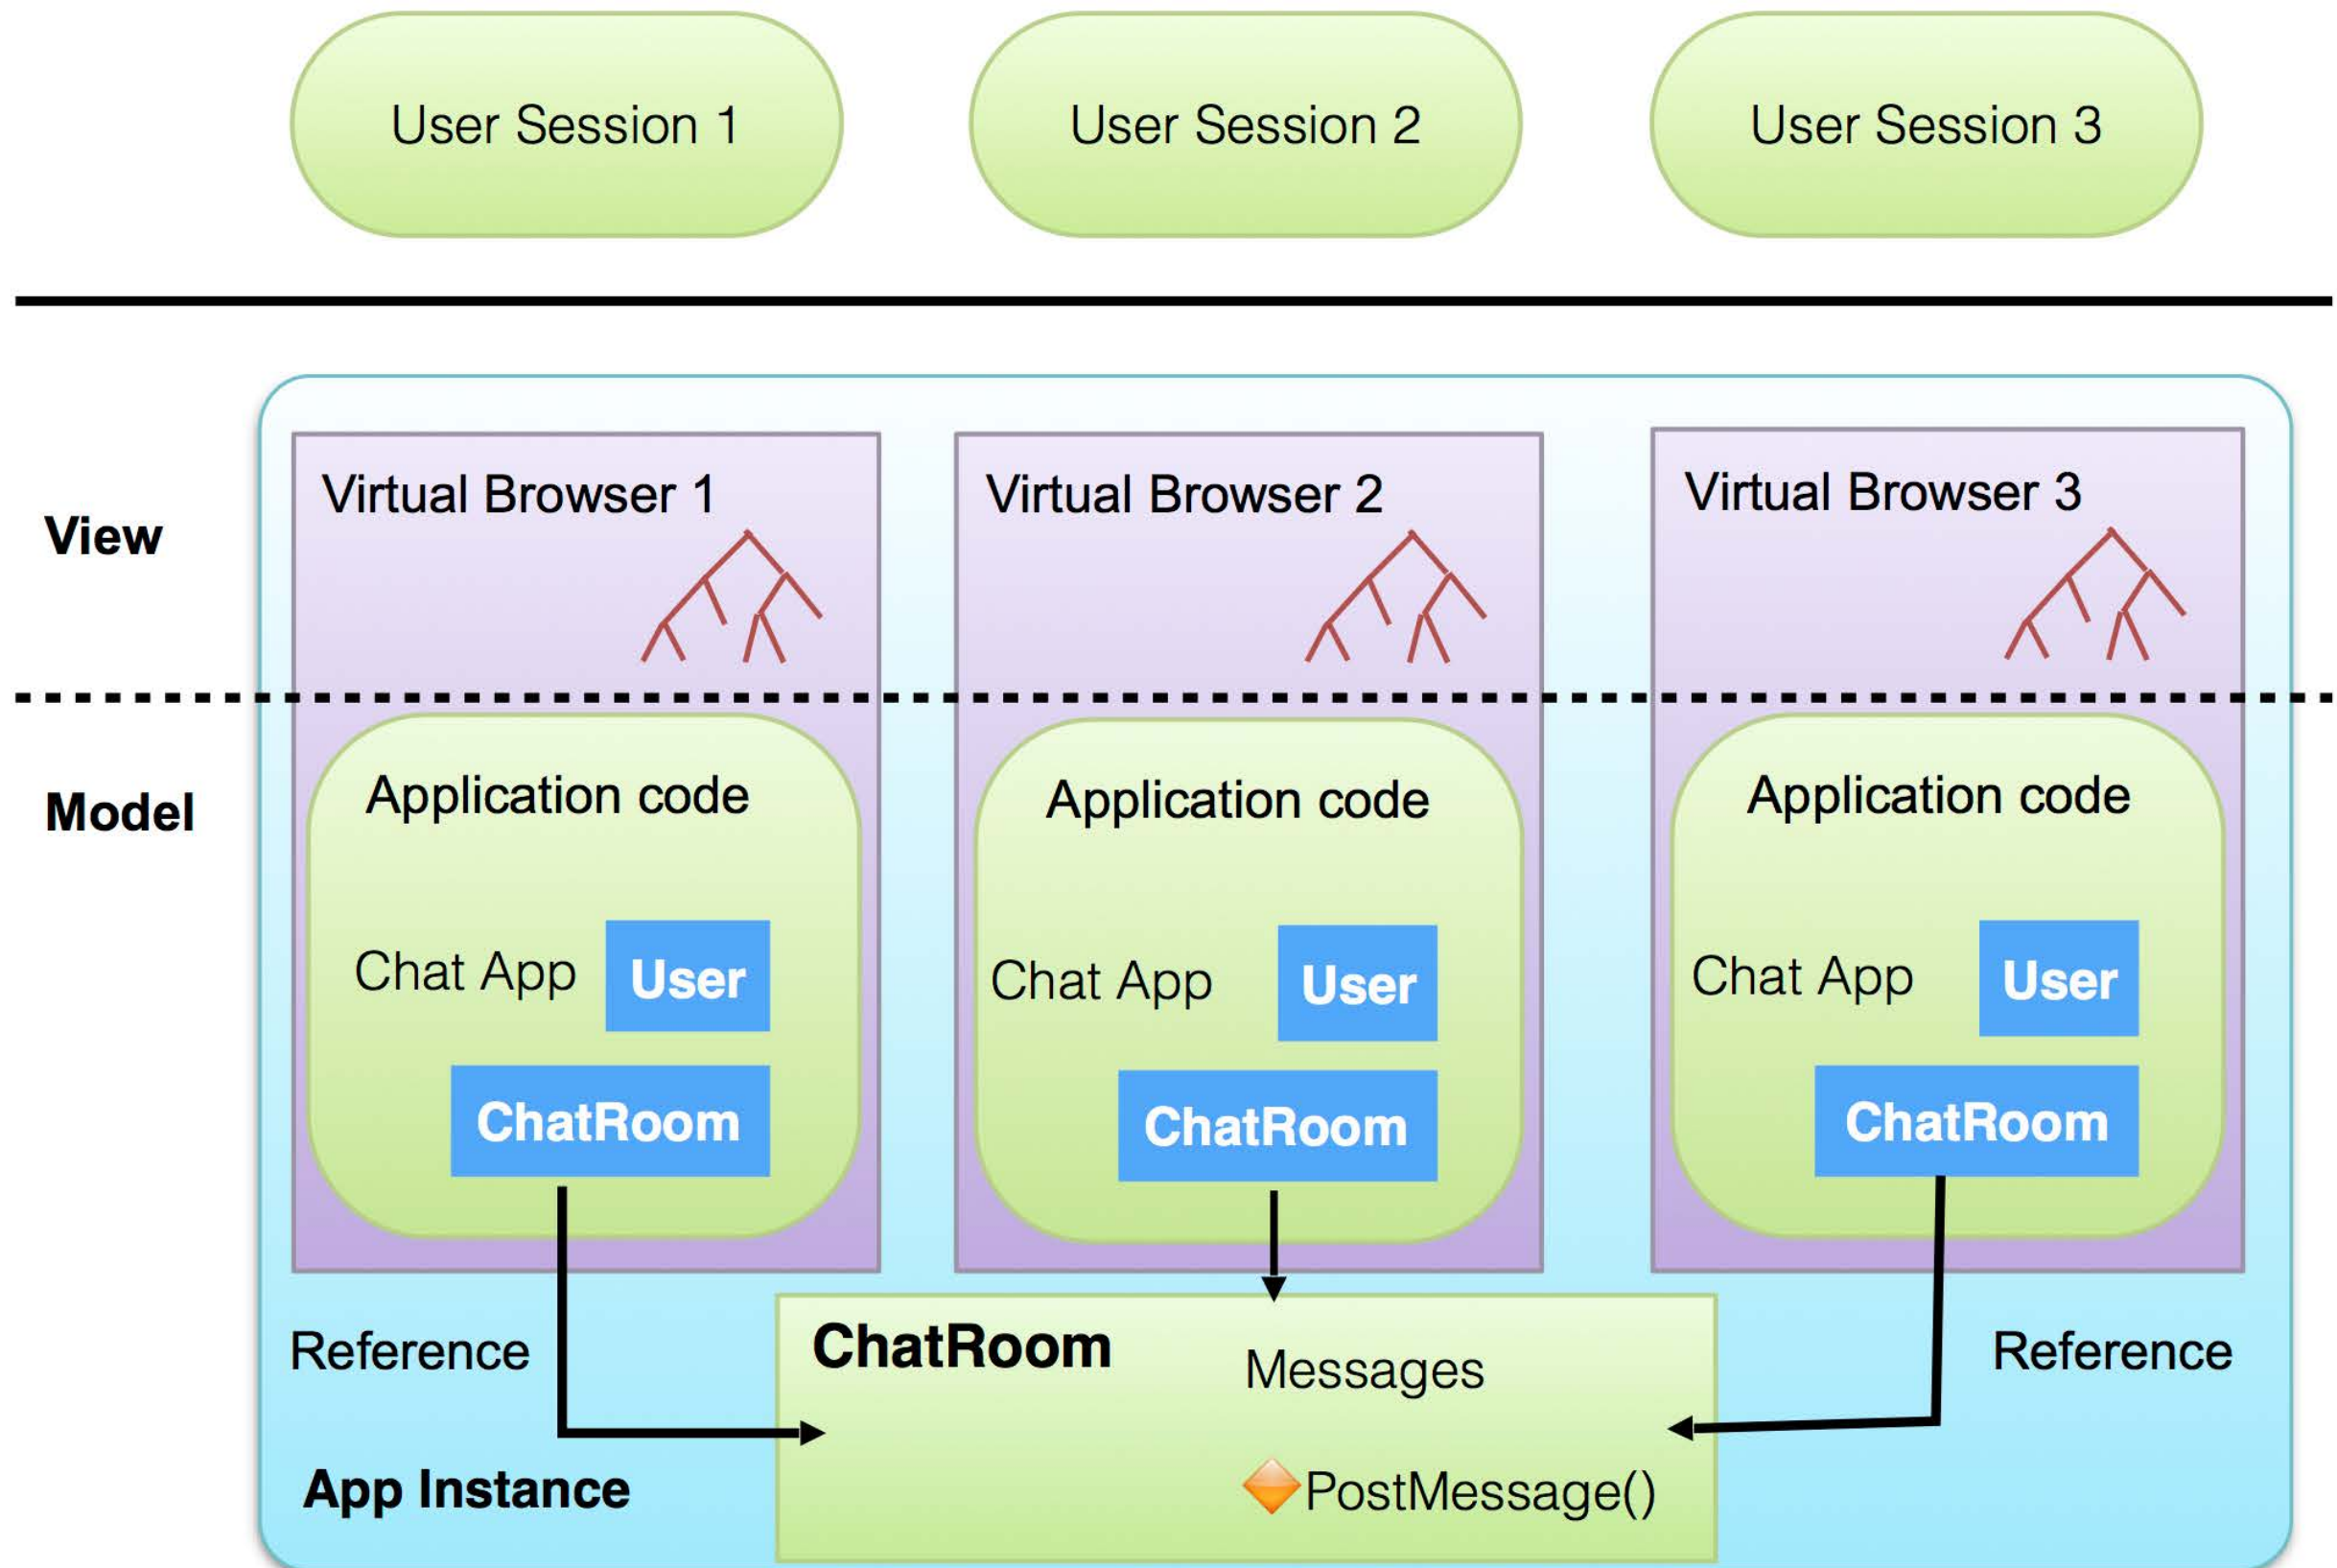 User Session 1
User Session 2
User Session 3
View
Virtual Browser 1
Virtual Browser 2
Virtual Browser 3
Model
Application code
Chat App
User
ChatRoom
Application code
Chat App
User
ChatRoom
Application code
Chat App
User
ChatRoom
Reference
ChatRoom
Messages
PostMessage()
Reference
App Instance